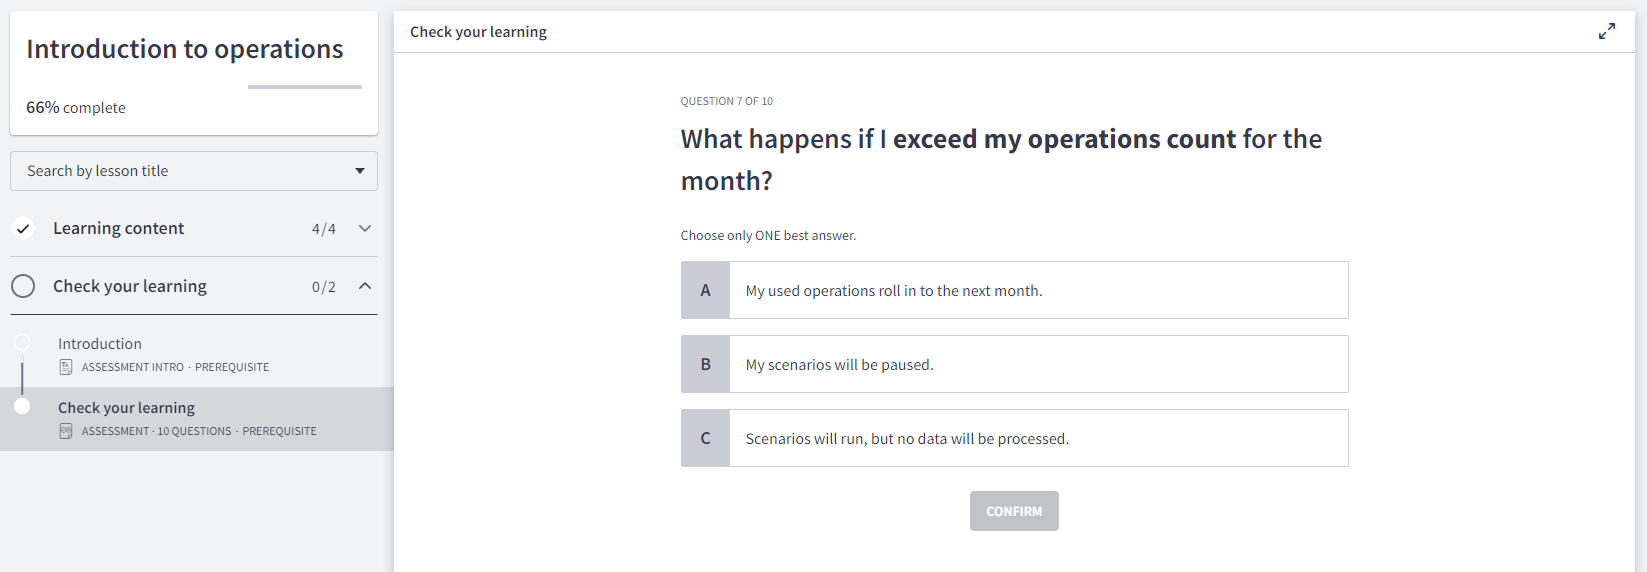 Introduction to operations
66% complete
Search by lesson title
Learning content 4/4
Check your learning 0/2
Introduction
ASSESSMENT INTRO · PREREQUISITE
Check your learning
ASSESSMENT · 10 QUESTIONS · PREREQUISITE
Check your learning
QUESTION 7 OF 10
What happens if I exceed my operations count for the
month?
Choose only ONE best answer.
A My used operations roll in to the next month.
B My scenarios will be paused.
C Scenarios will run, but no data will be processed.
CONFIRM